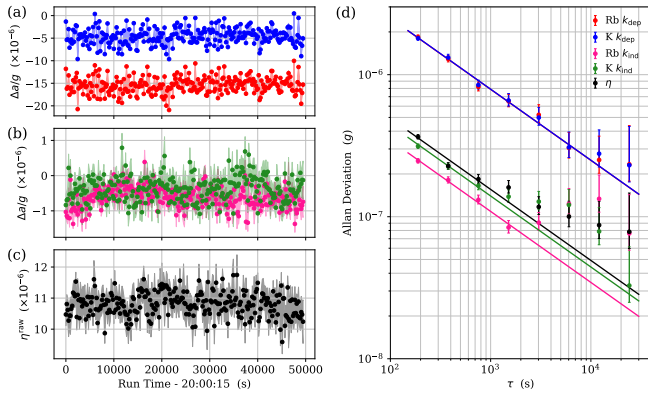 (a)
0
−5
−10
−15
−20
Δa/g (×10⁻⁶)
(b)
1
0
−1
Δa/g (×10⁻⁶)
(c)
12
11
10
η^raw (×10⁻⁶)
0 10000 20000 30000 40000 50000
Run Time - 20:00:15 (s)
(d)
Rb k_dep
K k_dep
Rb k_ind
K k_ind
η
10⁻⁶
10⁻⁷
10⁻⁸
Allan Deviation (g)
10² 10³ 10⁴
τ (s)